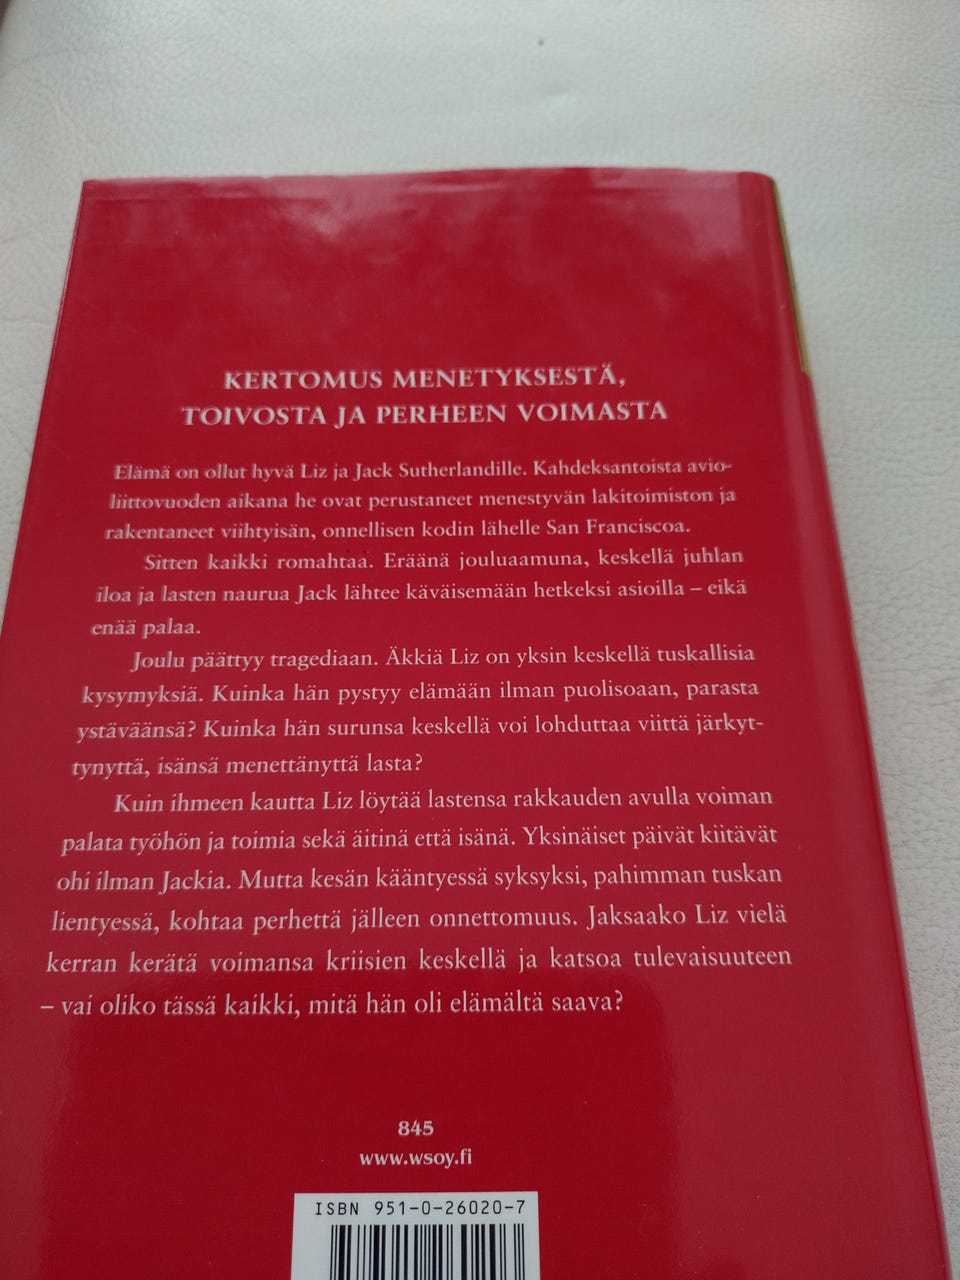 KERTOMUS MENETYKSESTÄ,
TOIVOSTA JA PERHEEN VOIMASTA
Elämä on ollut hyvä Liz ja Jack Sutherlandille. Kahdeksantoista avio-
liittovuoden aikana he ovat perustaneet menestyvän lakitoimiston ja
rakentaneet viihtyisän, onnellisen kodin lähelle San Franciscoa.
Sitten kaikki romahtaa. Eräänä jouluaamuna, keskellä juhlan
iloa ja lasten naurua Jack lähtee käväisemään hetkeksi asioilla – eikä
enää palaa.
Joulu päättyy tragediaan. Äkkiä Liz on yksin keskellä tuskallisia
kysymyksiä. Kuinka hän pystyy elämään ilman puolisoaan, parasta
ystäväänsä? Kuinka hän surunsa keskellä voi lohduttaa viittä järkyt-
tynyttä, isänsä menettänyttä lasta?
Kuin ihmeen kautta Liz löytää lastensa rakkauden avulla voiman
palata työhön ja toimia sekä äitinä että isänä. Yksinäiset päivät kiitävät
ohi ilman Jackia. Mutta kesän kääntyessä syksyksi, pahimman tuskan
lientyessä, kohtaa perhettä jälleen onnettomuus. Jaksaako Liz vielä
kerran kerätä voimansa kriisien keskellä ja katsoa tulevaisuuteen
– vai oliko tässä kaikki, mitä hän oli elämältä saava?
845
www.wsoy.fi
ISBN 951-0-26020-7